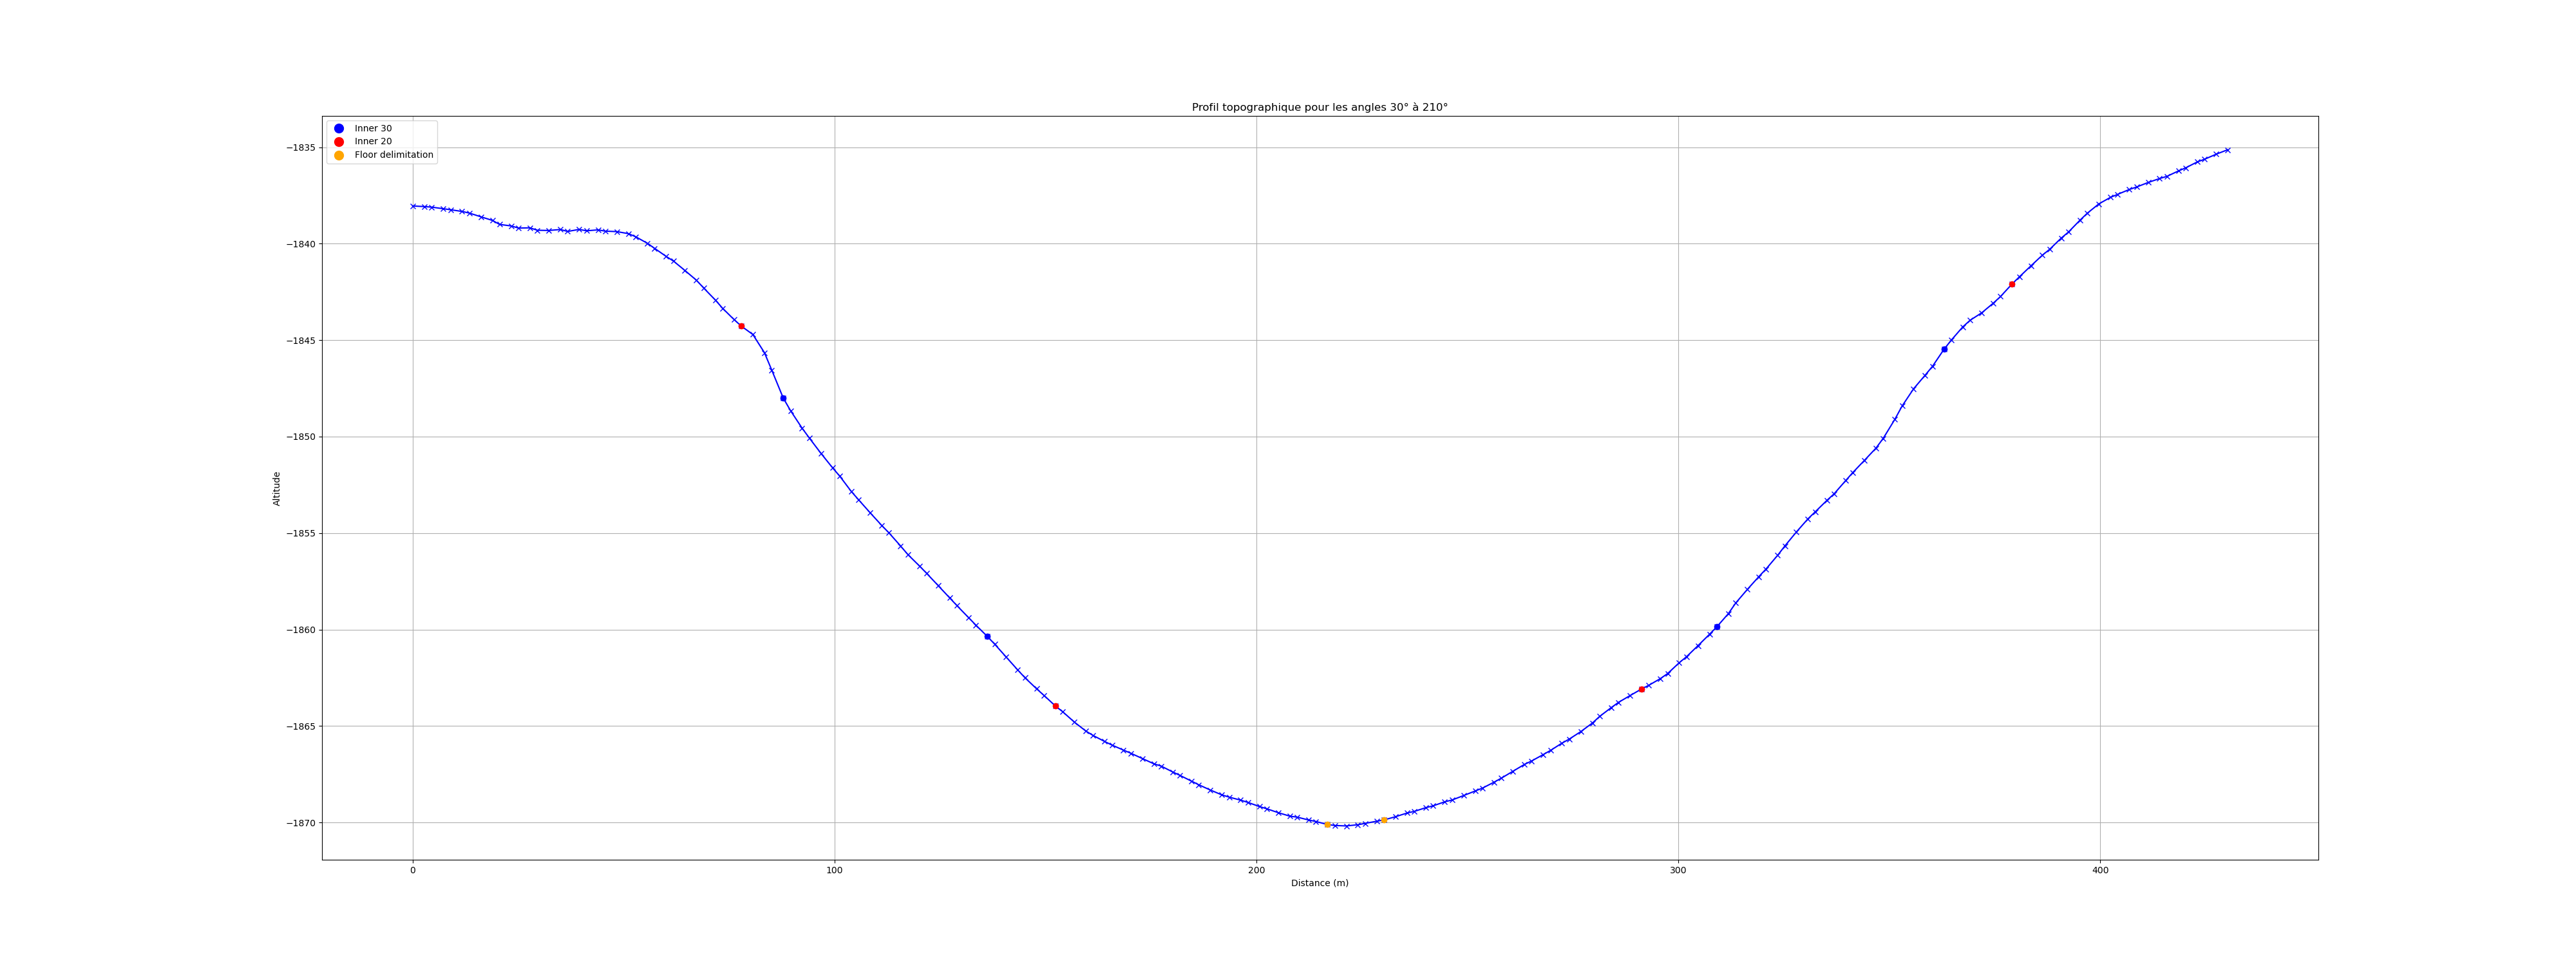 Profil topographique pour les angles 30° à 210°
Inner 30
Inner 20
Floor delimitation
−1835
−1840
−1845
−1850
−1855
−1860
−1865
−1870
Altitude
0 100 200 300 400
Distance (m)